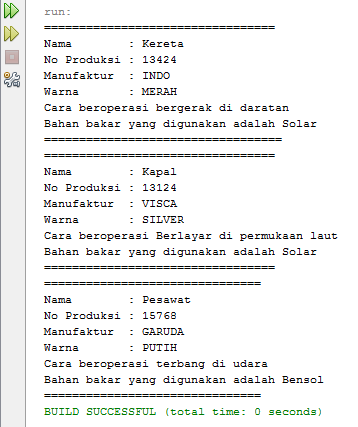 run:
=================================
Nama        : Kereta
No Produksi : 13424
Manufaktur  : INDO
Warna       : MERAH
Cara beroperasi bergerak di daratan
Bahan bakar yang digunakan adalah Solar
==================================
=================================
Nama        : Kapal
No Produksi : 13124
Manufaktur  : VISCA
Warna       : SILVER
Cara beroperasi Berlayar di permukaan laut
Bahan bakar yang digunakan adalah Solar
=================================
===============================
Nama        : Pesawat
No Produksi : 15768
Manufaktur  : GARUDA
Warna       : PUTIH
Cara beroperasi terbang di udara
Bahan bakar yang digunakan adalah Bensol
===============================
BUILD SUCCESSFUL (total time: 0 seconds)